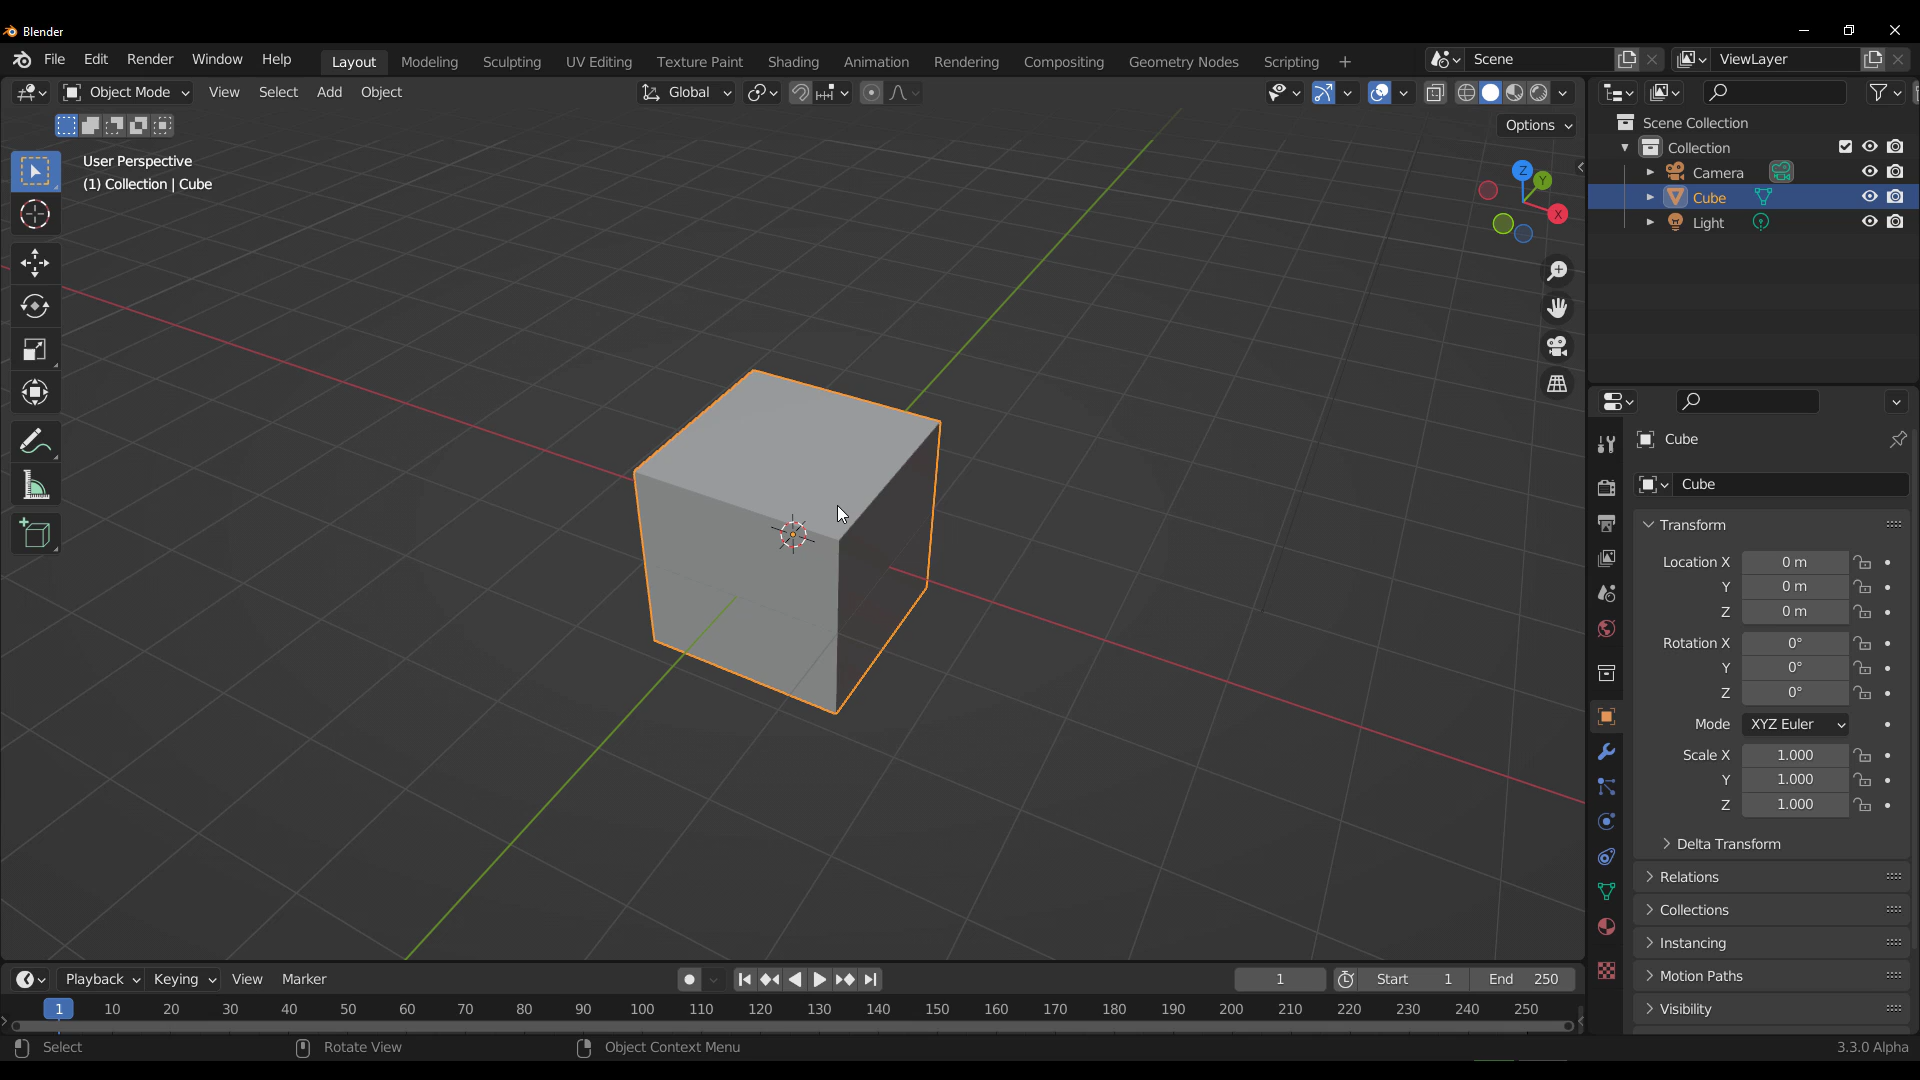 Blender
File Edit Render Window Help Layout Modeling Sculpting UV Editing Texture Paint Shading Animation Rendering Compositing Geometry Nodes Scripting + Scene ViewLayer
Object Mode View Select Add Object Global
Options
User Perspective
(1) Collection | Cube
Z
Y
X
Scene Collection
Collection
Camera
Cube
Light
Cube
Cube
Transform
Location X 0 m
Y 0 m
Z 0 m
Rotation X 0°
Y 0°
Z 0°
Mode XYZ Euler
Scale X 1.000
Y 1.000
Z 1.000
Delta Transform
Relations
Collections
Instancing
Motion Paths
Visibility
Playback Keying View Marker 1 Start 1 End 250
1 10 20 30 40 50 60 70 80 90 100 110 120 130 140 150 160 170 180 190 200 210 220 230 240 250
Select Rotate View Object Context Menu 3.3.0 Alpha